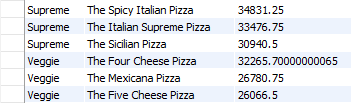 Supreme The Spicy Italian Pizza 34831.25
Supreme The Italian Supreme Pizza 33476.75
Supreme The Sicilian Pizza 30940.5
Veggie The Four Cheese Pizza 32265.70000000065
Veggie The Mexicana Pizza 26780.75
Veggie The Five Cheese Pizza 26066.5